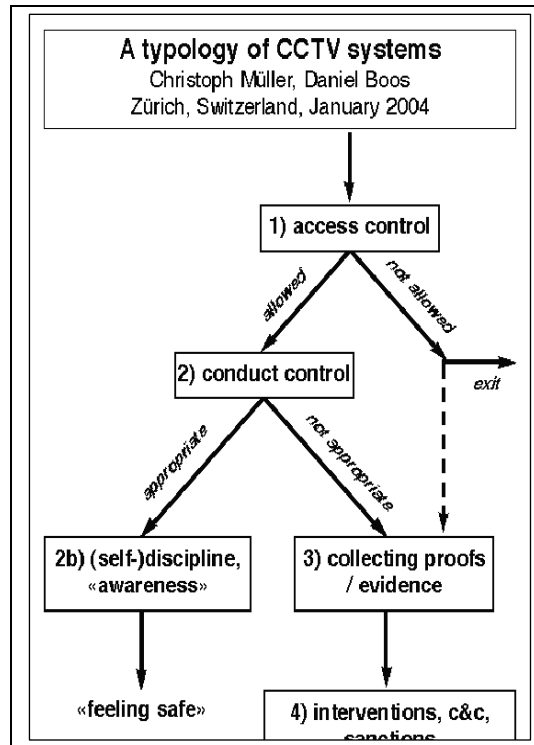 A typology of CCTV systems
Christoph Müller, Daniel Boos
Zürich, Switzerland, January 2004
1) access control
allowed
not allowed
exit
2) conduct control
appropriate
not appropriate
2b) (self-)discipline,
«awareness»
3) collecting proofs
/ evidence
«feeling safe»
4) interventions, c&c,
sanctions